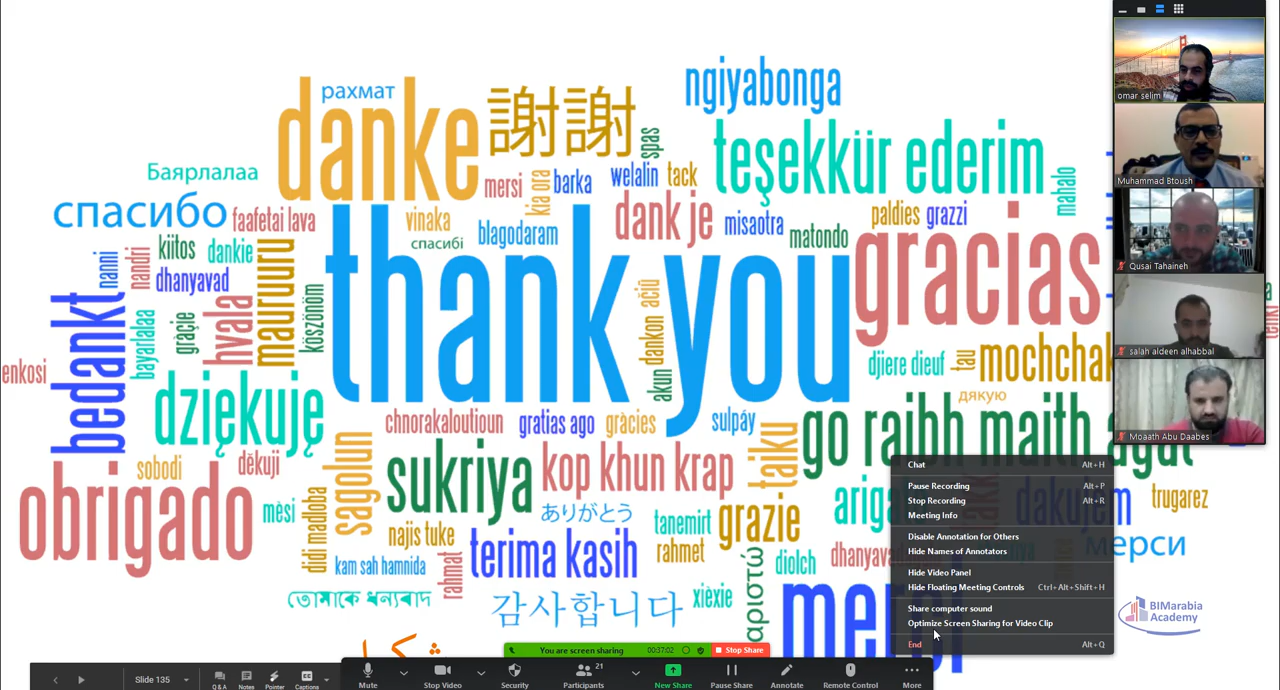 ngiyabonga
рахмат
danke
謝謝
teşekkür ederim
spas
Баярлалаа
mersi
kia ora
barka
welalin
tack
mahalo
спасибо
faafetai lava
vinaka
dank je
misaotra
paldies
grazzi
спасибі
blagodaram
matondo
gracias
kiitos
dankie
nanni
nandri
dhanyavad
mauruuru
thank you
köszönöm
bedankt
bayarlalaa
gràcie
hvala
dankon
ačiū
akun
enkosi
djiere dieuf
tau
mochchak
дякую
dziękuję
chnorakaloutioun
gratias ago
gràcies
sulpáy
go raibh maith agat
sobodi
děkuji
sagolun
sukriya
kop khun krap
taiku
obrigado
mèsi
didi madloba
najis tuke
ありがとう
tanemirt
grazie
dakujem
trugarez
rahmat
terima kasih
rahmet
diolch
мерси
kam sah hamnida
감사합니다
xièxie
merci
BIMarabia
Academy
omar selim
Muhammad Btoush
Qusai Tahaineh
salah aldeen alhabbal
Moaath Abu Daabes
Chat Alt+H
Pause Recording Alt+P
Stop Recording Alt+R
Meeting Info
Disable Annotation for Others
Hide Names of Annotators
Hide Video Panel
Hide Floating Meeting Controls Ctrl+Alt+Shift+H
Share computer sound
Optimize Screen Sharing for Video Clip
End Alt+Q
You are screen sharing 00:37:02 Stop Share
Slide 135
Q & A Notes Pointer Captions
Mute Stop Video Security Participants 21 New Share Pause Share Annotate Remote Control More